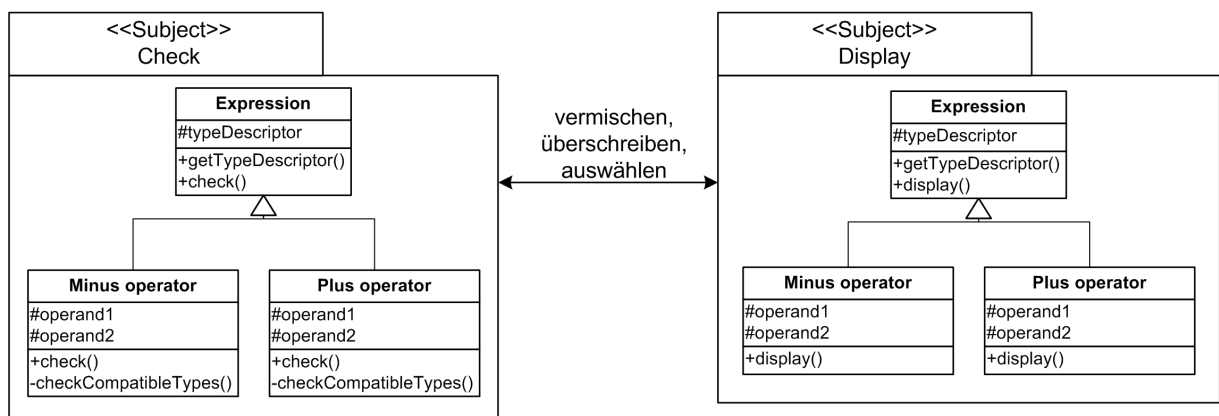 <<Subject>>
Check
Expression
#typeDescriptor
+getTypeDescriptor()
+check()
Minus operator
#operand1
#operand2
+check()
-checkCompatibleTypes()
Plus operator
#operand1
#operand2
+check()
-checkCompatibleTypes()
vermischen,
überschreiben,
auswählen
<<Subject>>
Display
Expression
#typeDescriptor
+getTypeDescriptor()
+display()
Minus operator
#operand1
#operand2
+display()
Plus operator
#operand1
#operand2
+display()